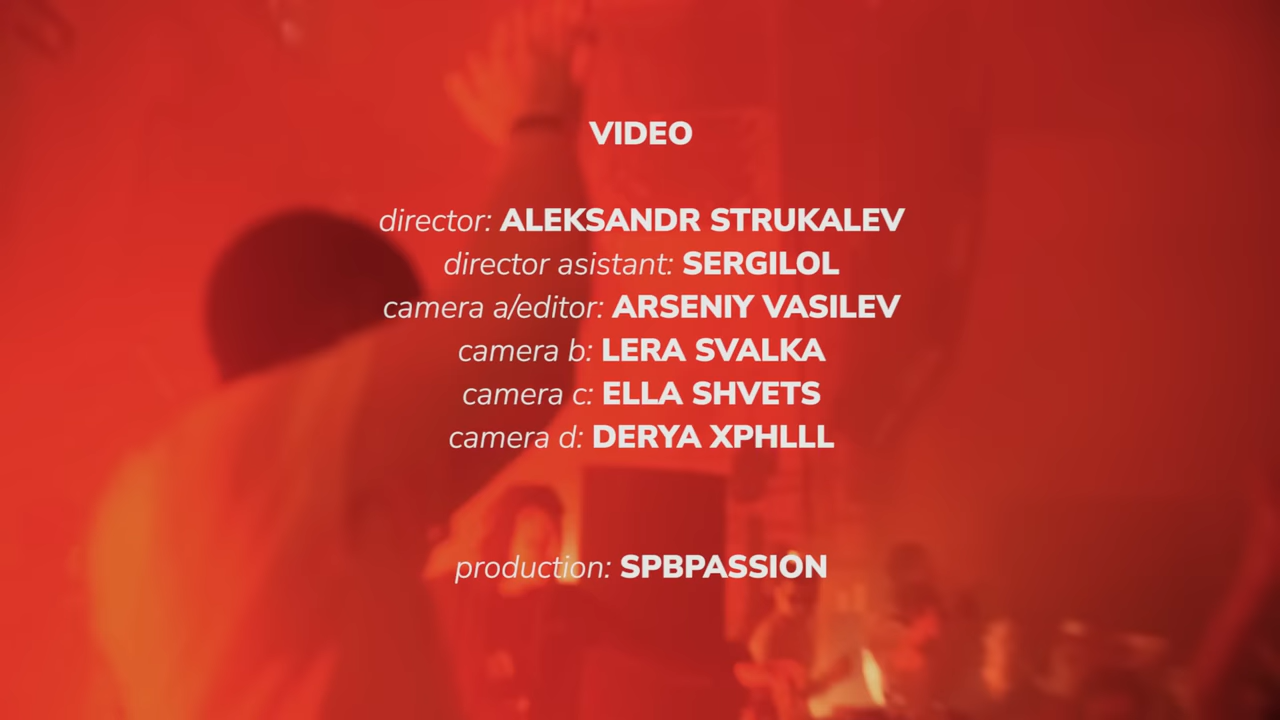 VIDEO
director: ALEKSANDR STRUKALEV
director asistant: SERGILOL
camera a/editor: ARSENIY VASILEV
camera b: LERA SVALKA
camera c: ELLA SHVETS
camera d: DERYA XPHLLL
production: SPBPASSION